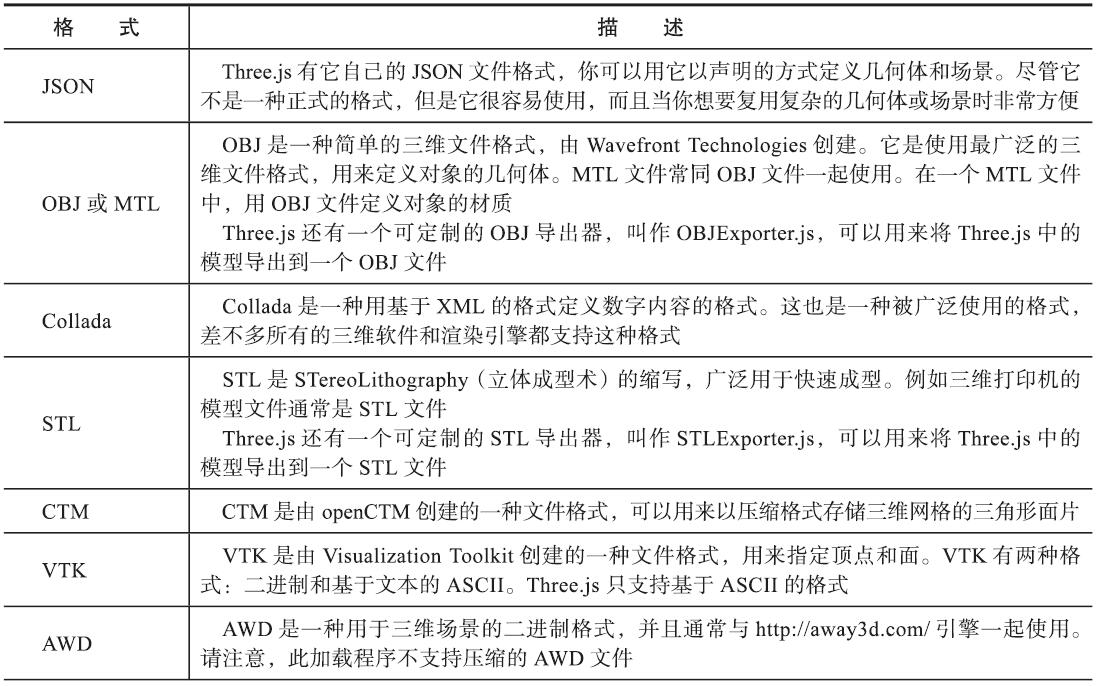 格 式 描 述
JSON
Three.js 有它自己的 JSON 文件格式，你可以用它以声明的方式定义几何体和场景。尽管它
不是一种正式的格式，但是它很容易使用，而且当你想要复用复杂的几何体或场景时非常方便
OBJ 或 MTL
OBJ 是一种简单的三维文件格式，由 Wavefront Technologies 创建。它是使用最广泛的三
维文件格式，用来定义对象的几何体。MTL 文件常同 OBJ 文件一起使用。在一个 MTL 文件
中，用 OBJ 文件定义对象的材质
Three.js 还有一个可定制的 OBJ 导出器，叫作 OBJExporter.js，可以用来将 Three.js 中的
模型导出到一个 OBJ 文件
Collada
Collada 是一种用基于 XML 的格式定义数字内容的格式。这也是一种被广泛使用的格式，
差不多所有的三维软件和渲染引擎都支持这种格式
STL
STL 是 STereoLithography（立体成型术）的缩写，广泛用于快速成型。例如三维打印机的
模型文件通常是 STL 文件
Three.js 还有一个可定制的 STL 导出器，叫作 STLExporter.js，可以用来将 Three.js 中的
模型导出到一个 STL 文件
CTM
CTM 是由 openCTM 创建的一种文件格式，可以用来以压缩格式存储三维网格的三角形面片
VTK
VTK 是由 Visualization Toolkit 创建的一种文件格式，用来指定顶点和面。VTK 有两种格
式：二进制和基于文本的 ASCII。Three.js 只支持基于 ASCII 的格式
AWD
AWD 是一种用于三维场景的二进制格式，并且通常与 http://away3d.com/ 引擎一起使用。
请注意，此加载程序不支持压缩的 AWD 文件